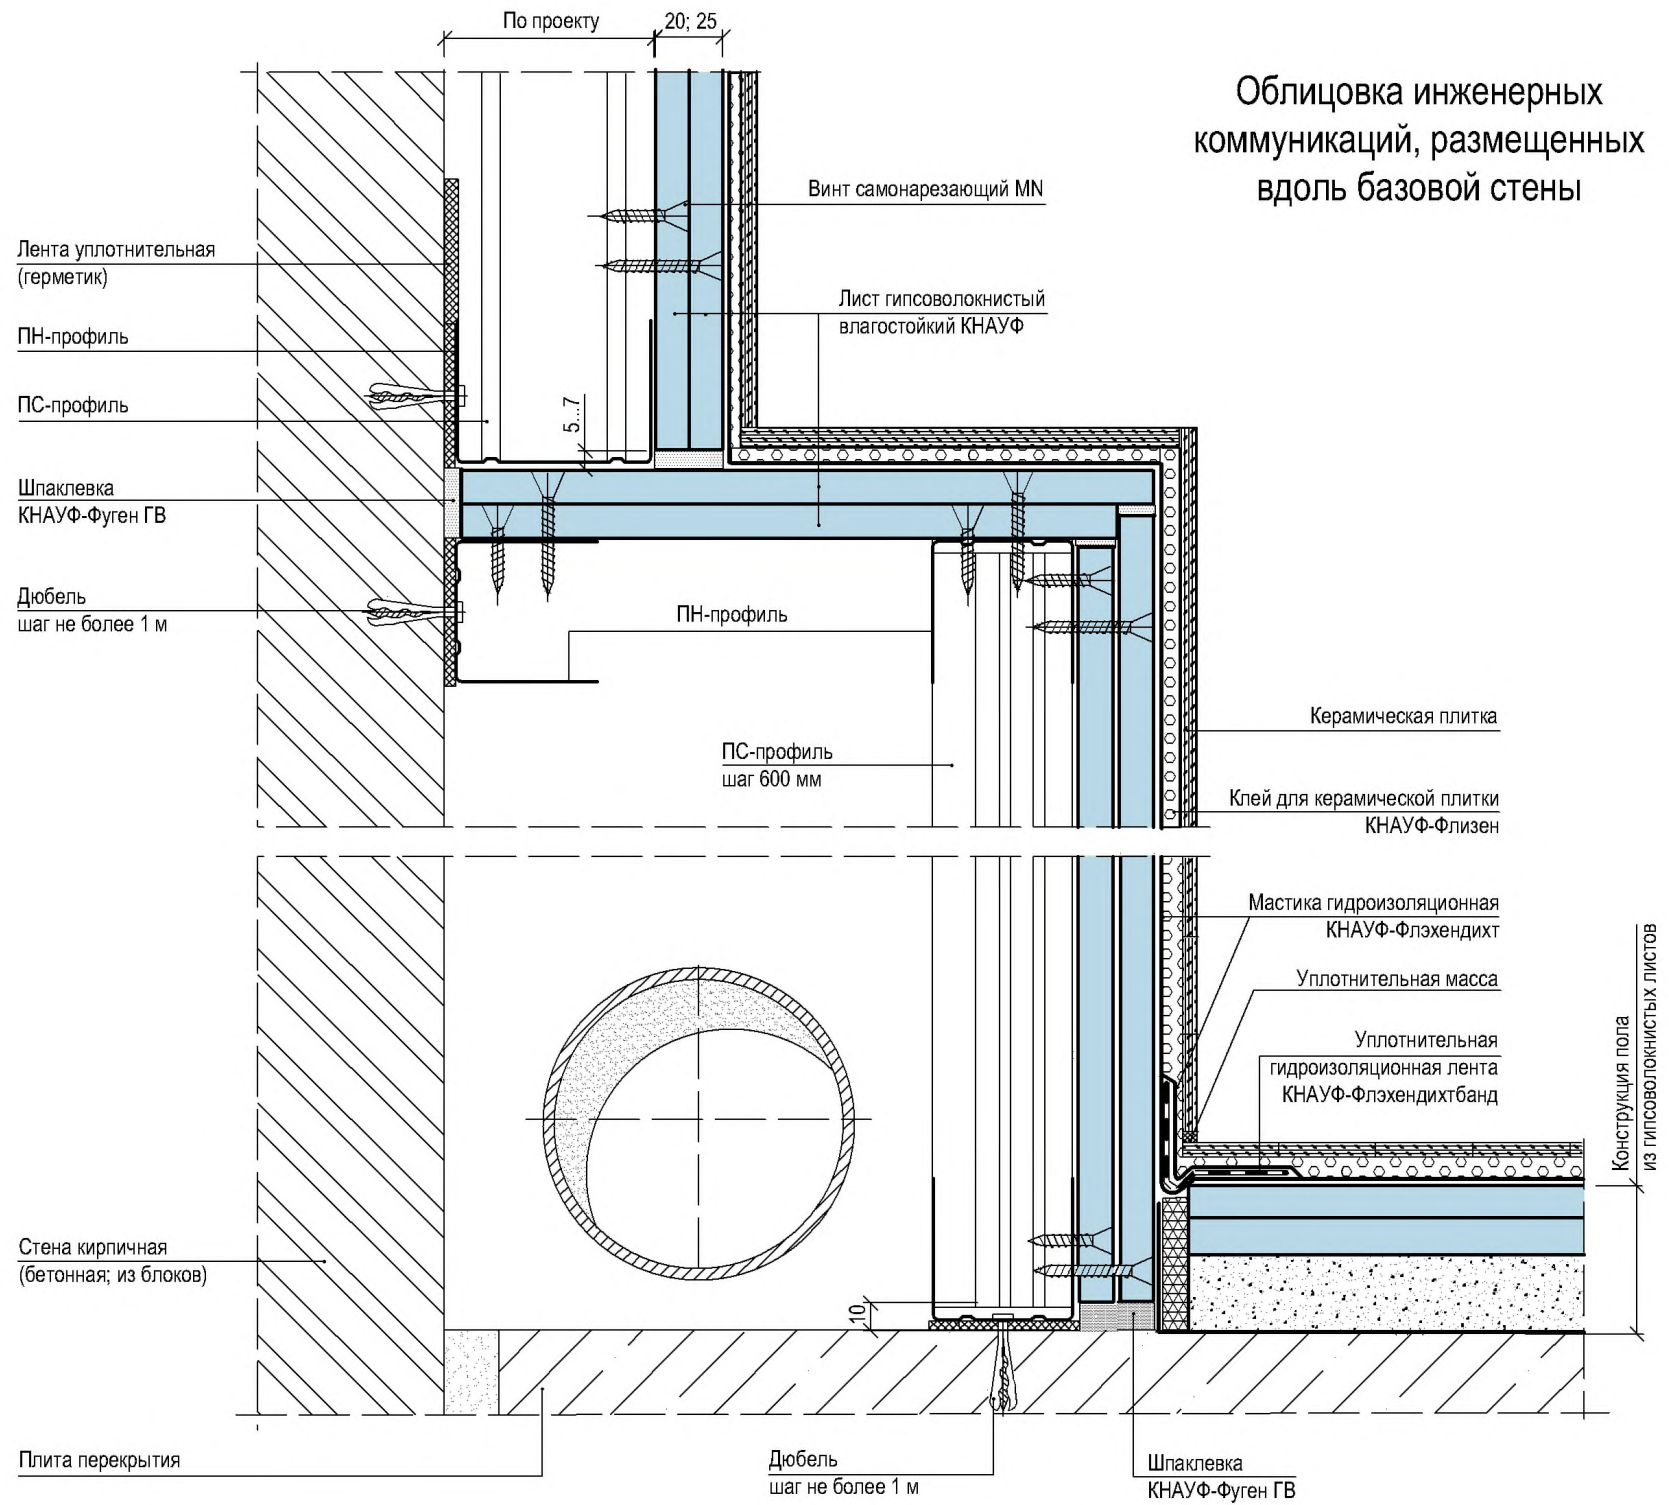 По проекту
20; 25
Облицовка инженерных
коммуникаций, размещенных
вдоль базовой стены
Винт самонарезающий MN
Лента уплотнительная
(герметик)
Лист гипсоволокнистый
влагостойкий КНАУФ
ПН-профиль
ПС-профиль
5...7
Шпаклевка
КНАУФ-Фуген ГВ
Дюбель
шаг не более 1 м
ПН-профиль
ПС-профиль
шаг 600 мм
Керамическая плитка
Клей для керамической плитки
КНАУФ-Флизен
Мастика гидроизоляционная
КНАУФ-Флэхендихт
Уплотнительная масса
Уплотнительная
гидроизоляционная лента
КНАУФ-Флэхендихтбанд
Конструкция пола
из гипсоволокнистых листов
Стена кирпичная
(бетонная; из блоков)
10
Плита перекрытия
Дюбель
шаг не более 1 м
Шпаклевка
КНАУФ-Фуген ГВ